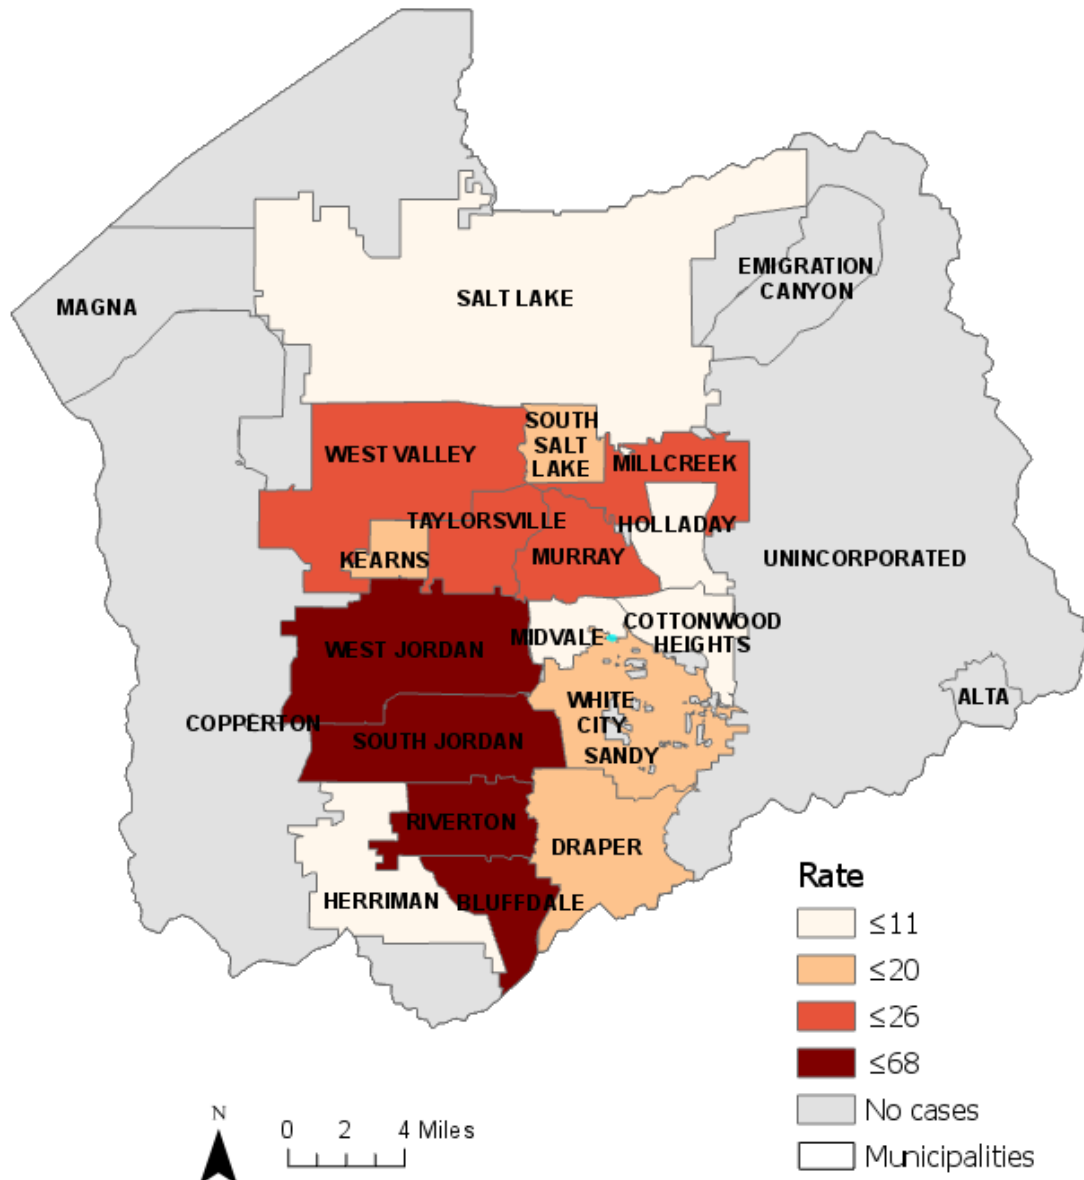 EMIGRATION
CANYON
MAGNA
SALT LAKE
SOUTH
SALT
LAKE
WEST VALLEY
MILLCREEK
TAYLORSVILLE
HOLLADAY
KEARNS
MURRAY
UNINCORPORATED
MIDVALE
COTTONWOOD
HEIGHTS
WEST JORDAN
ALTA
WHITE
CITY
COPPERTON
SOUTH JORDAN
SANDY
RIVERTON
DRAPER
HERRIMAN
BLUFFDALE
Rate
≤11
≤20
≤26
≤68
No cases
Municipalities
N
0 2 4 Miles